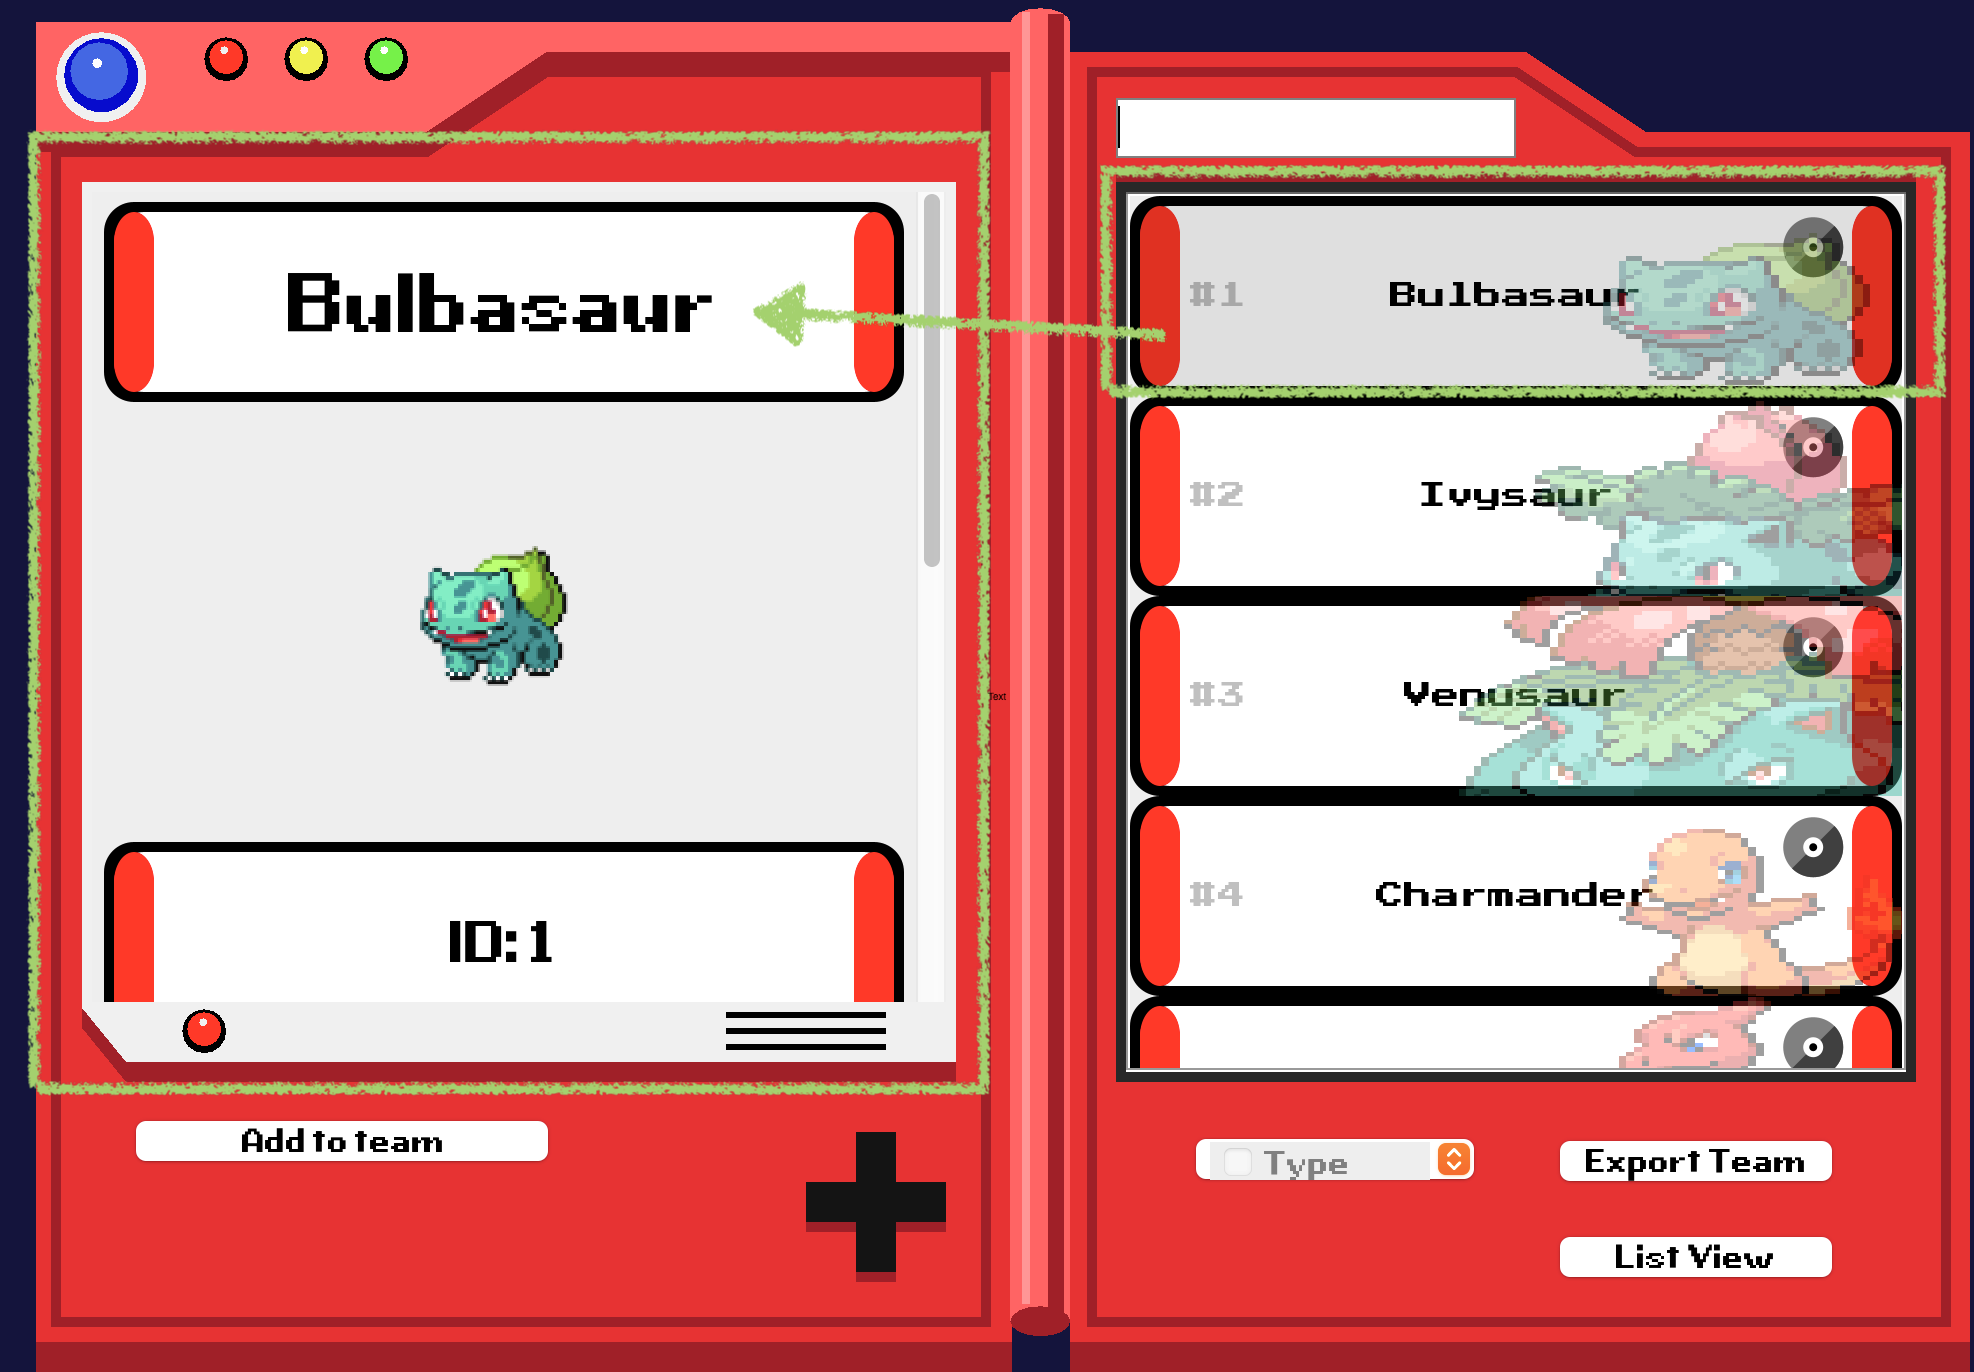 Bulbasaur
ID: 1
Text
Add to team
#1 Bulbasaur
#2 Ivysaur
#3 Venusaur
#4 Charmander
Type
Export Team
List View